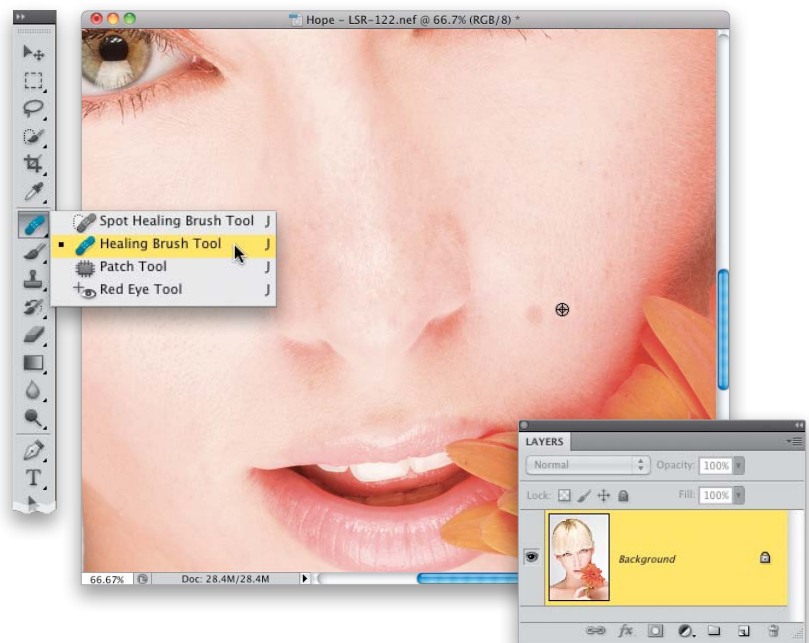 Hope – LSR-122.nef @ 66.7% (RGB/8) *
Spot Healing Brush Tool J
Healing Brush Tool J
Patch Tool J
Red Eye Tool J
T
66.67% Doc: 28.4M/28.4M
LAYERS
Normal Opacity: 100%
Lock: Fill: 100%
Background
fx.